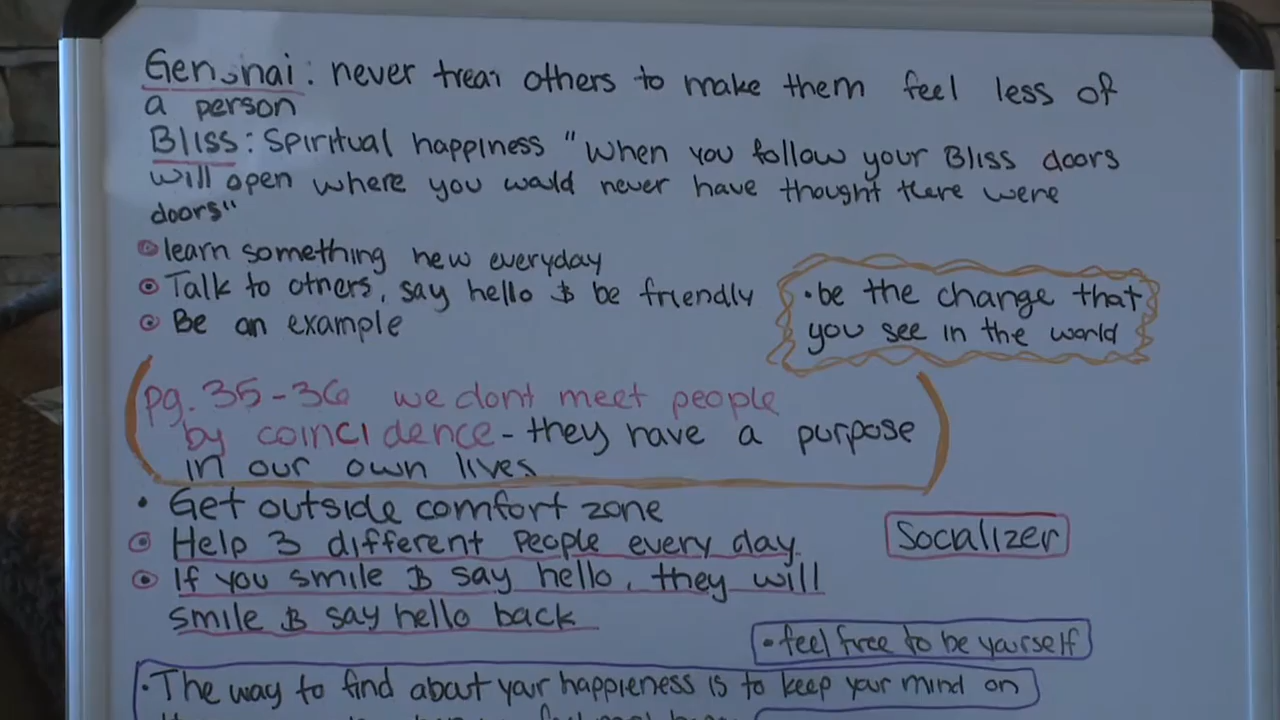 never treat others to make them feel less of
a person
Bliss: Spiritual happiness "When you follow your Bliss doors
will open where you would never have thought there were
doors"
learn something new everyday
Talk to others, say hello & be friendly
Be an example
• be the change that
you see in the world
pg. 35-36 we dont meet people
by coincidence - they have a purpose
in our own lives
• Get outside comfort zone
Help 3 different People every day
Socalizer
If you smile & say hello, they will
smile & say hello back
• feel free to be yourself
• The way to find about your happieness is to keep your mind on